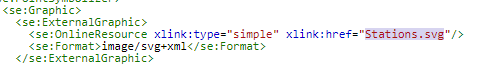 <se:Graphic>
<se:ExternalGraphic>
<se:OnlineResource xlink:type="simple" xlink:href="Stations.svg"/>
<se:Format>image/svg+xml</se:Format>
</se:ExternalGraphic>